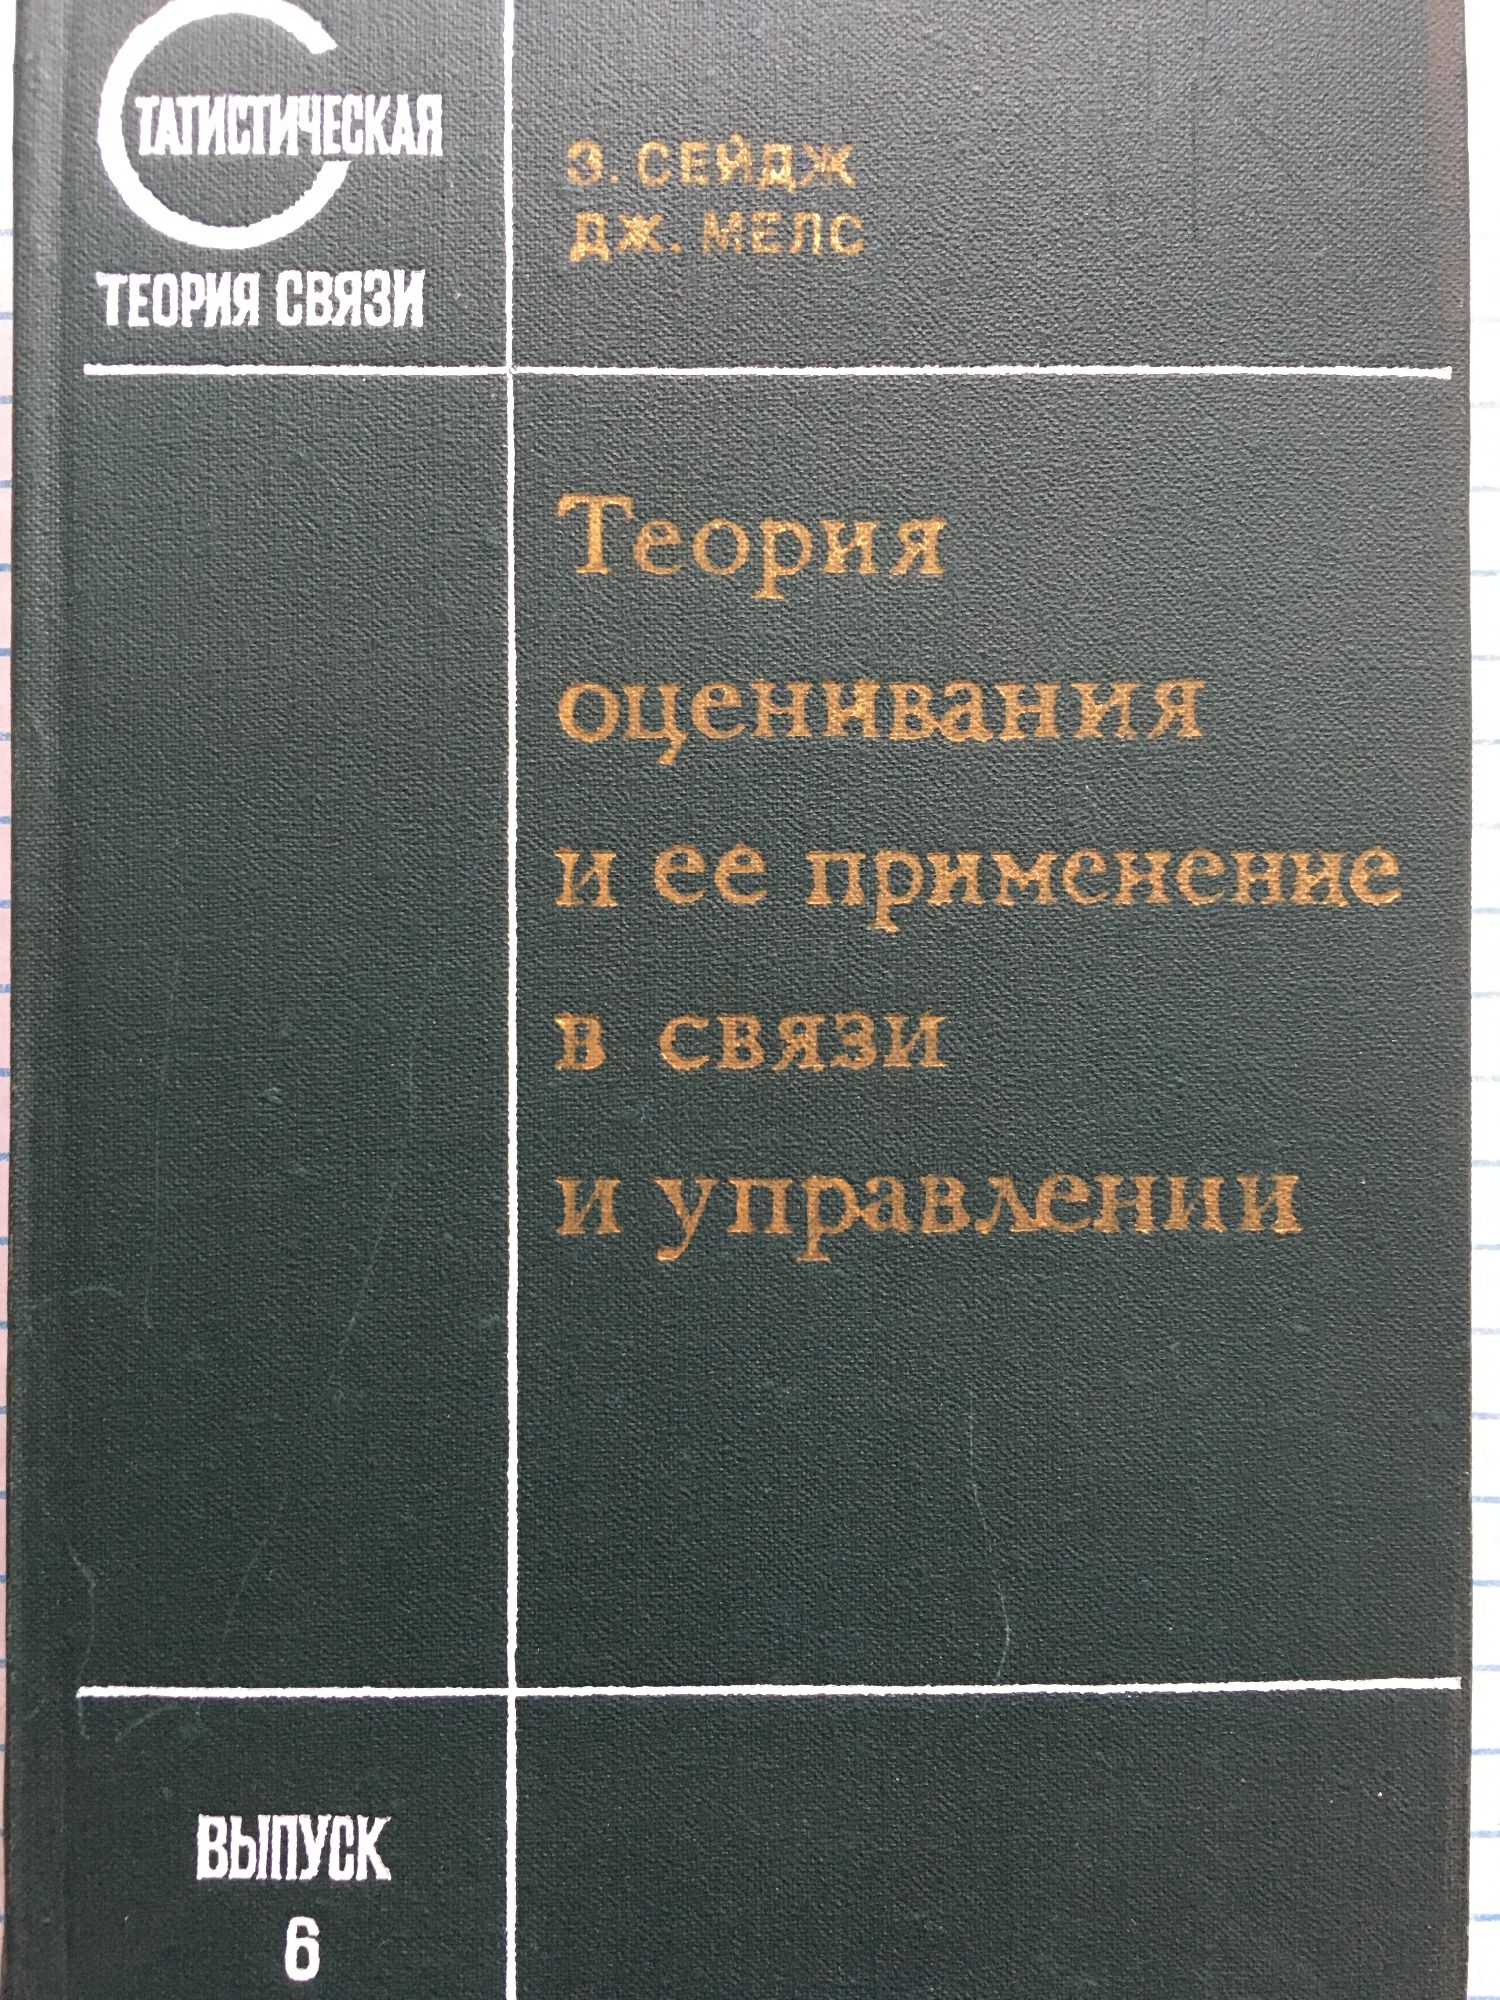 СТАТИСТИЧЕСКАЯ
ТЕОРИЯ СВЯЗИ
Э. СЕЙДЖ
ДЖ. МЕЛС
Теория
оценивания
и ее применение
в связи
и управлении
ВЫПУСК
6